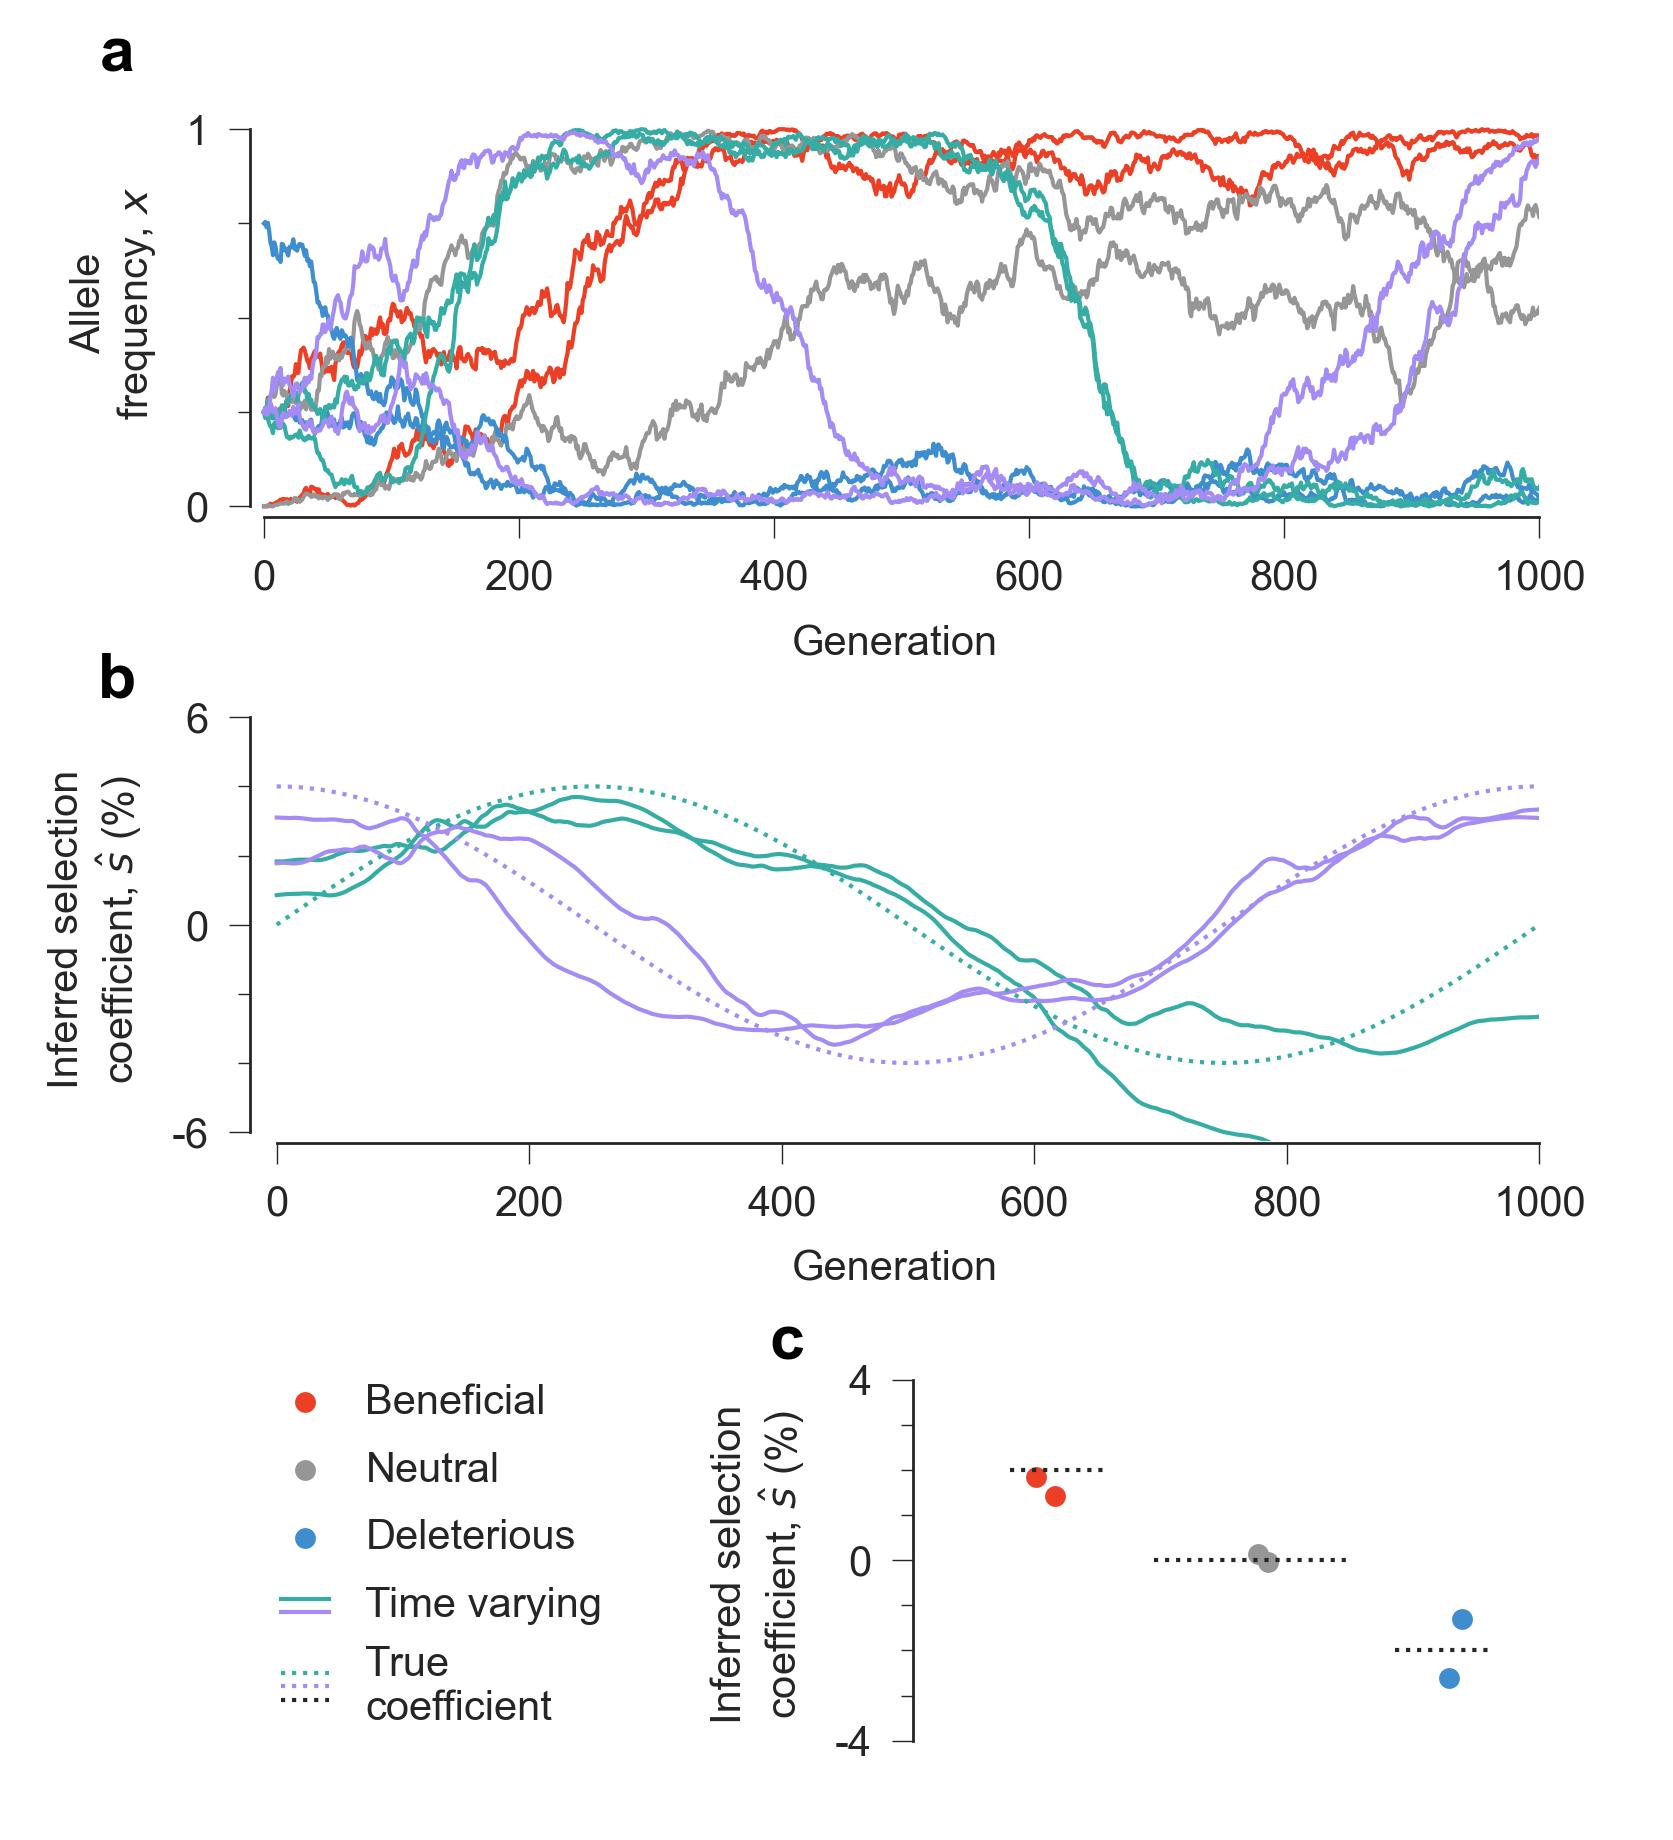 a
1
0
Allele
frequency, x
0 200 400 600 800 1000
Generation
b
6
0
-6
Inferred selection
coefficient, ŝ (%)
0 200 400 600 800 1000
Generation
Beneficial
Neutral
Deleterious
Time varying
True
coefficient
c
4
0
-4
Inferred selection
coefficient, ŝ (%)